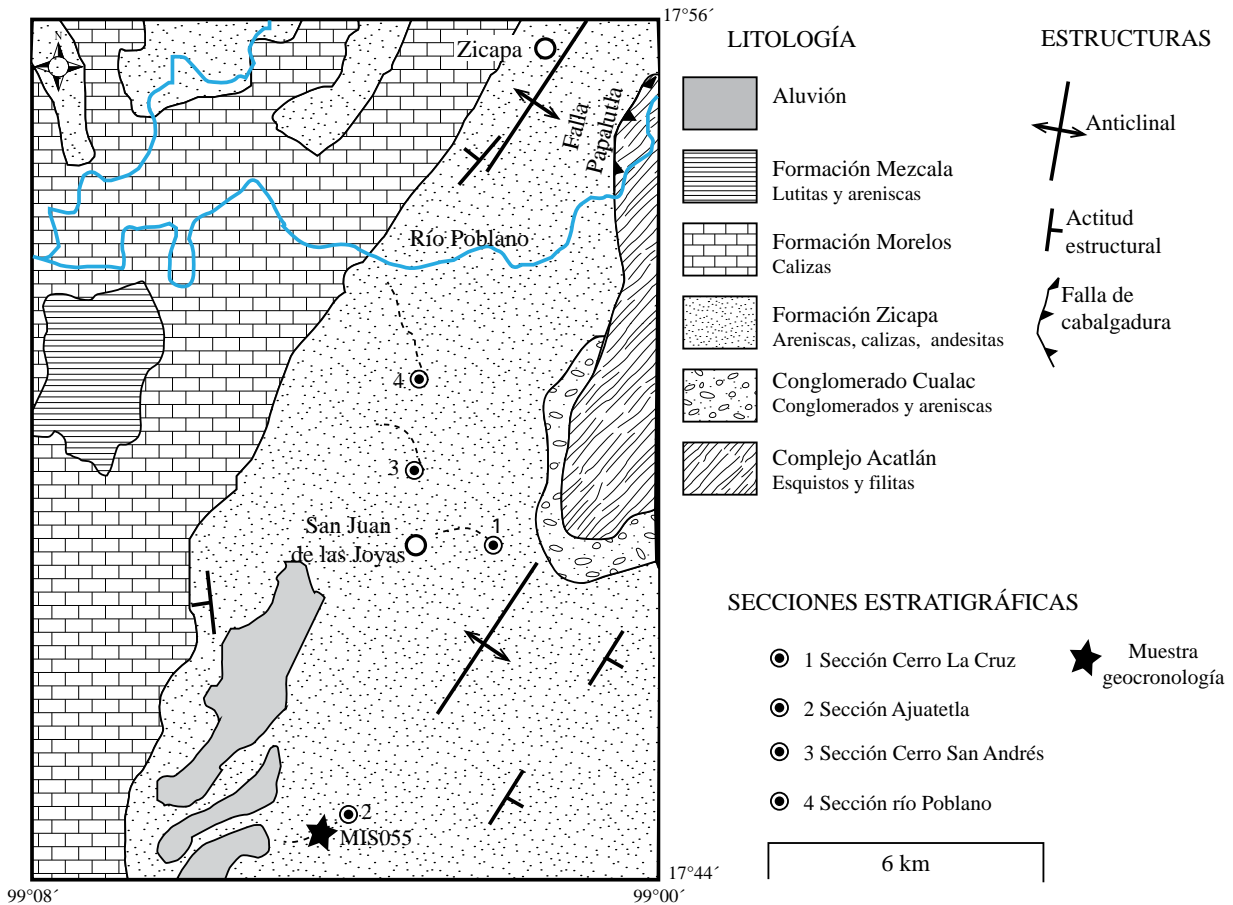 N
Zicapa
Falla
Papalutla
Río Poblano
4
3
1
San Juan
de las Joyas
2
MIS055
17°56´
17°44´
99°08´
99°00´
LITOLOGÍA
Aluvión
Formación Mezcala
Lutitas y areniscas
Formación Morelos
Calizas
Formación Zicapa
Areniscas, calizas, andesitas
Conglomerado Cualac
Conglomerados y areniscas
Complejo Acatlán
Esquistos y filitas
ESTRUCTURAS
Anticlinal
Actitud
estructural
Falla de
cabalgadura
SECCIONES ESTRATIGRÁFICAS
1 Sección Cerro La Cruz
2 Sección Ajuatetla
3 Sección Cerro San Andrés
4 Sección río Poblano
Muestra
geocronología
6 km